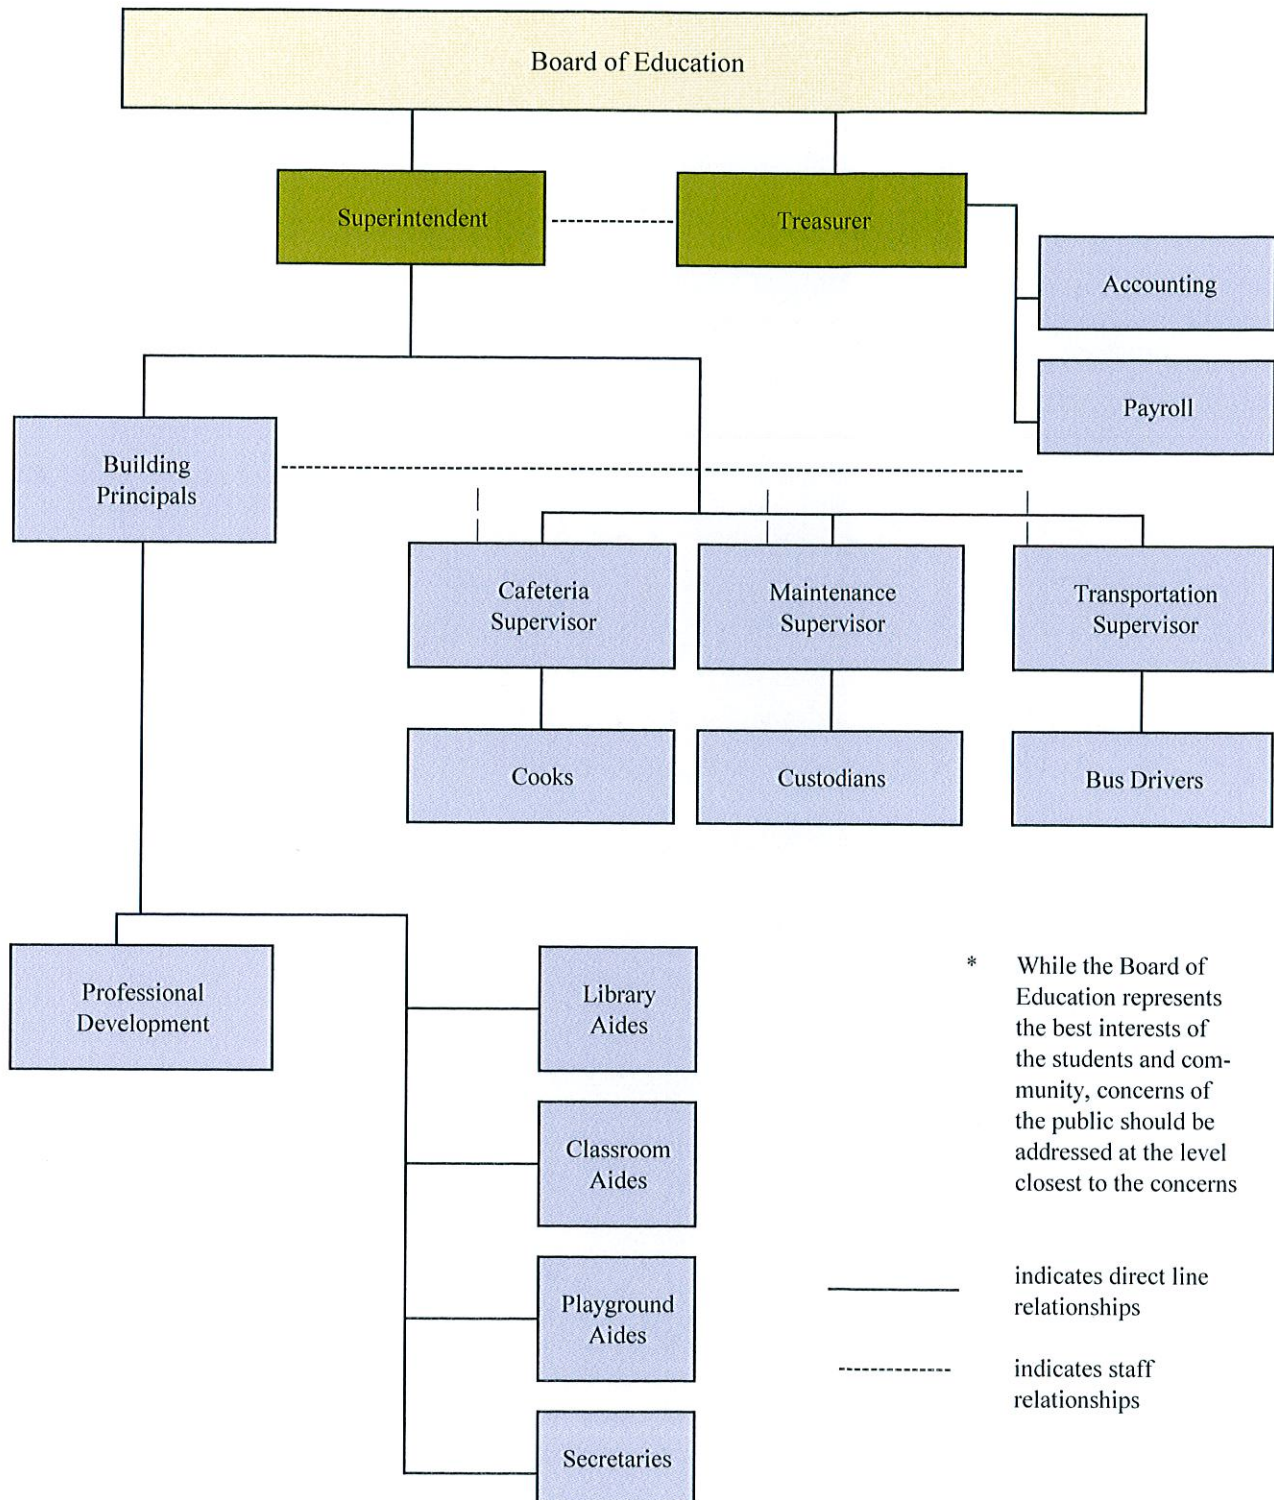 Board of Education
Superintendent
Treasurer
Accounting
Payroll
Building
Principals
Cafeteria
Supervisor
Maintenance
Supervisor
Transportation
Supervisor
Cooks
Custodians
Bus Drivers
Professional
Development
Library
Aides
Classroom
Aides
Playground
Aides
Secretaries
* While the Board of
Education represents
the best interests of
the students and com-
munity, concerns of
the public should be
addressed at the level
closest to the concerns
indicates direct line
relationships
indicates staff
relationships